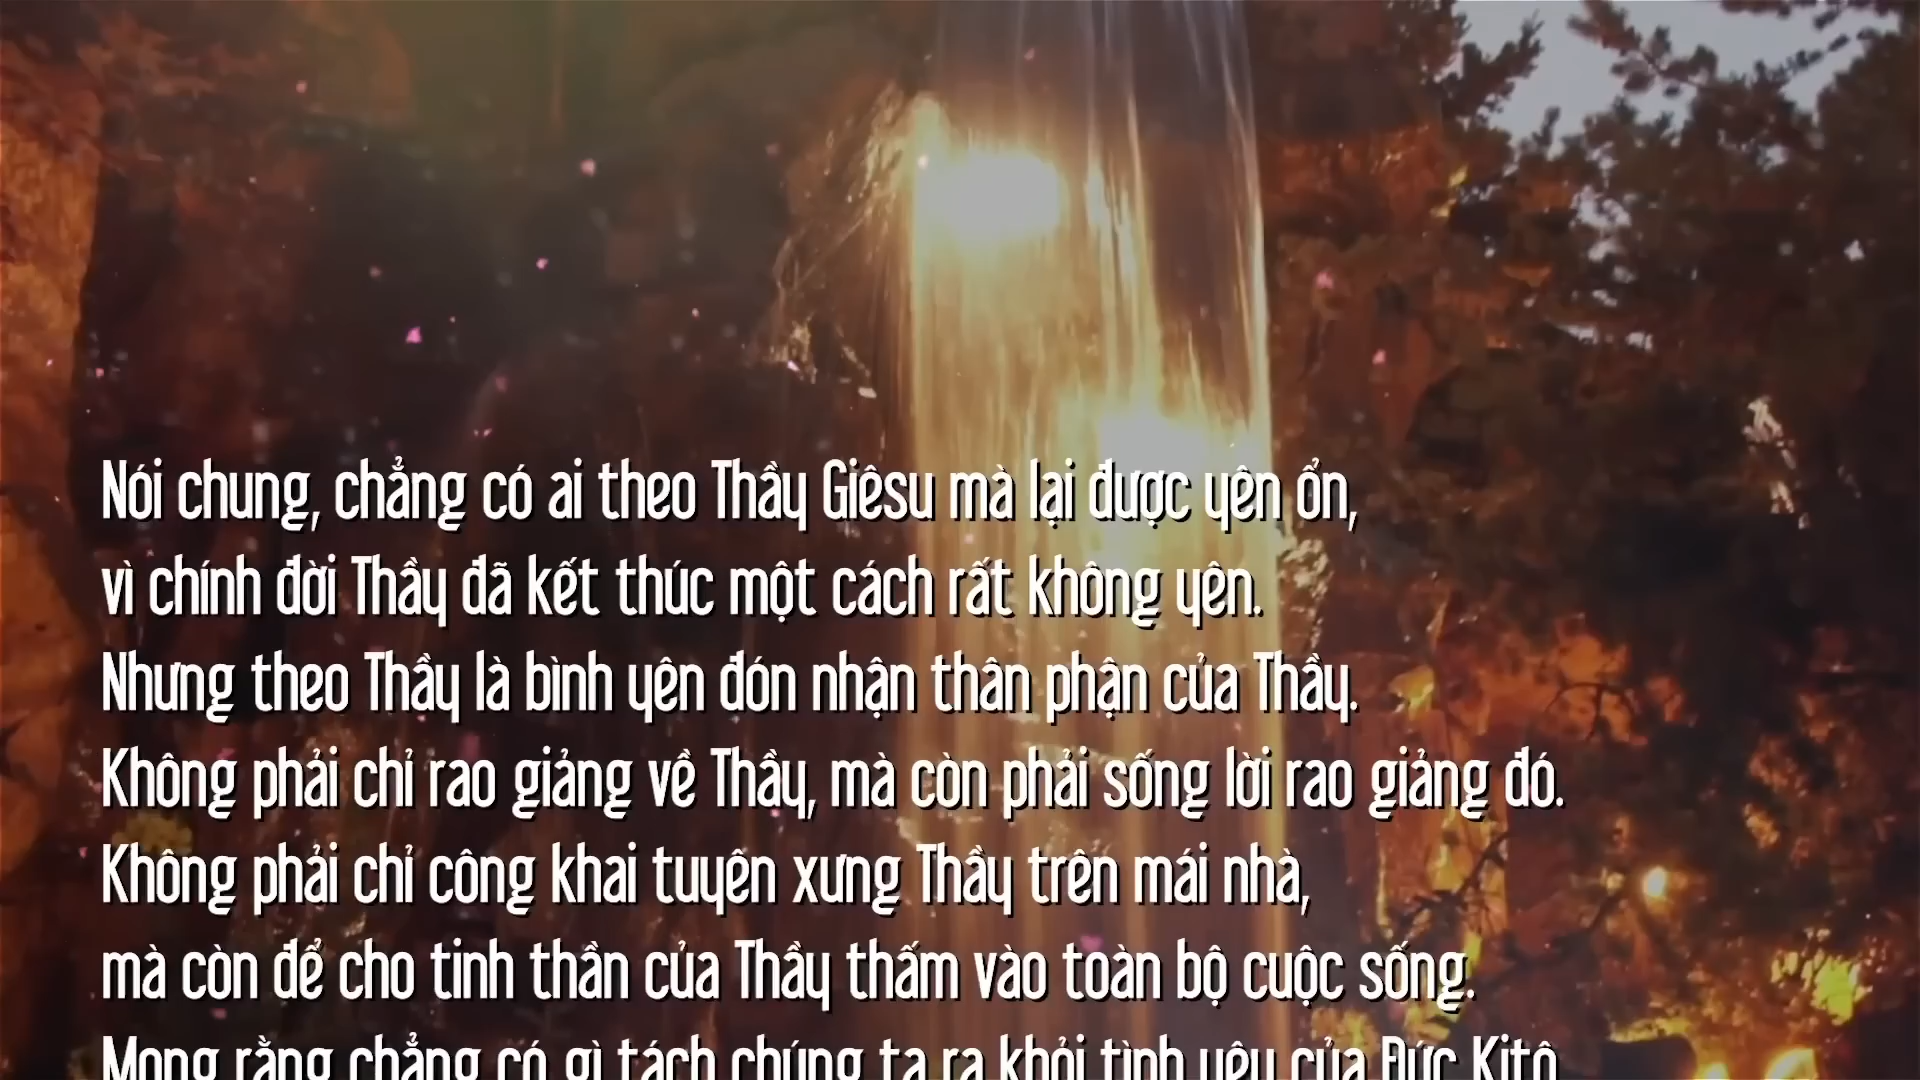 Nói chung, chẳng có ai theo Thầy Giêsu mà lại được yên ổn,
vì chính đời Thầy đã kết thúc một cách rất không yên.
Nhưng theo Thầy là bình yên đón nhận thân phận của Thầy.
Không phải chỉ rao giảng về Thầy, mà còn phải sống lời rao giảng đó.
Không phải chỉ công khai tuyên xưng Thầy trên mái nhà,
mà còn để cho tinh thần của Thầy thấm vào toàn bộ cuộc sống.
Mong rằng chẳng có gì tách chúng ta ra khỏi tình yêu của Đức Kitô